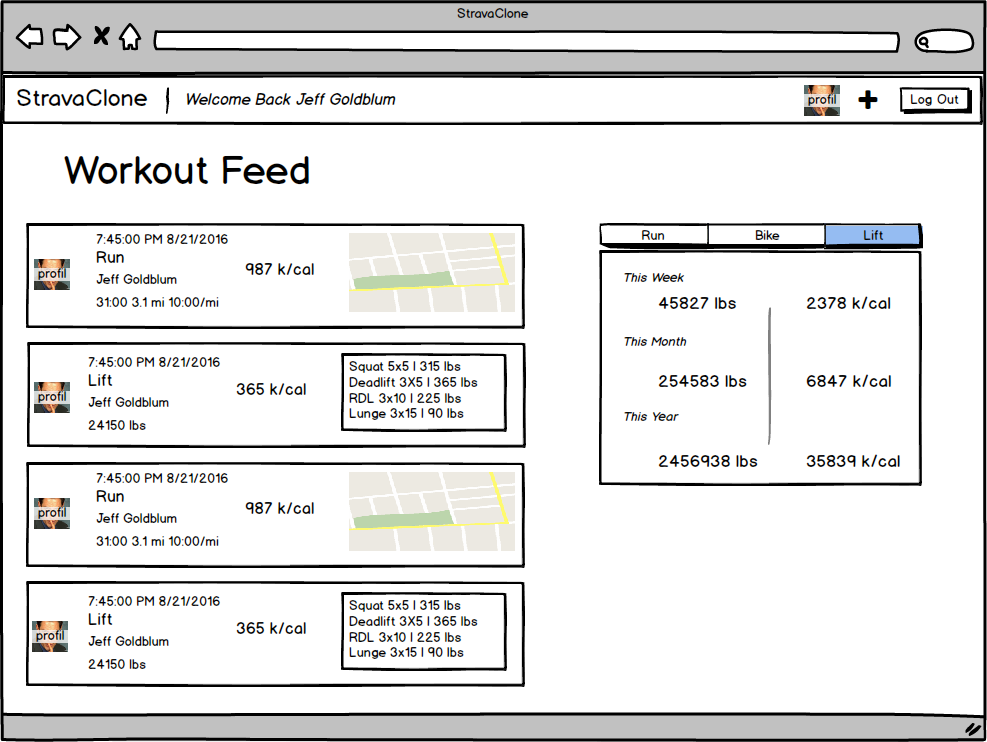 StravaClone
StravaClone | Welcome Back Jeff Goldblum
profil
Log Out
Workout Feed
7:45:00 PM 8/21/2016
Run
profil
Jeff Goldblum
31:00 3.1 mi 10:00/mi
987 k/cal
7:45:00 PM 8/21/2016
Lift
profil
Jeff Goldblum
24150 lbs
365 k/cal
Squat 5x5 | 315 lbs
Deadlift 3X5 | 365 lbs
RDL 3x10 | 225 lbs
Lunge 3x15 | 90 lbs
7:45:00 PM 8/21/2016
Run
profil
Jeff Goldblum
31:00 3.1 mi 10:00/mi
987 k/cal
7:45:00 PM 8/21/2016
Lift
profil
Jeff Goldblum
24150 lbs
365 k/cal
Squat 5x5 | 315 lbs
Deadlift 3X5 | 365 lbs
RDL 3x10 | 225 lbs
Lunge 3x15 | 90 lbs
Run Bike Lift
This Week
45827 lbs 2378 k/cal
This Month
254583 lbs 6847 k/cal
This Year
2456938 lbs 35839 k/cal